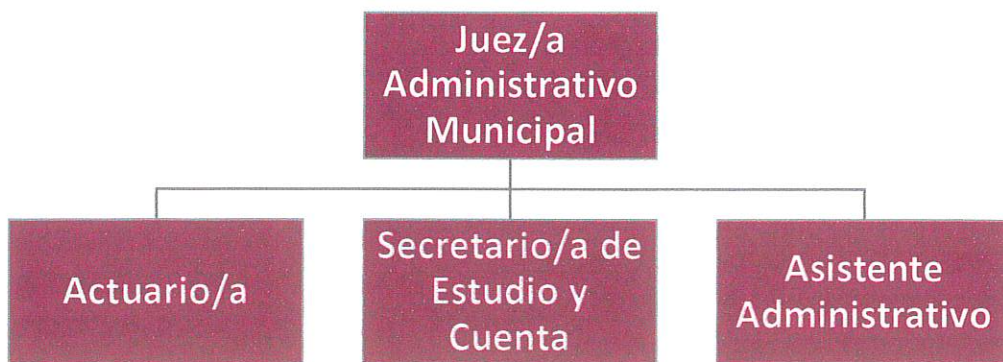 Juez/a
Administrativo
Municipal
Actuario/a
Secretario/a de
Estudio y
Cuenta
Asistente
Administrativo